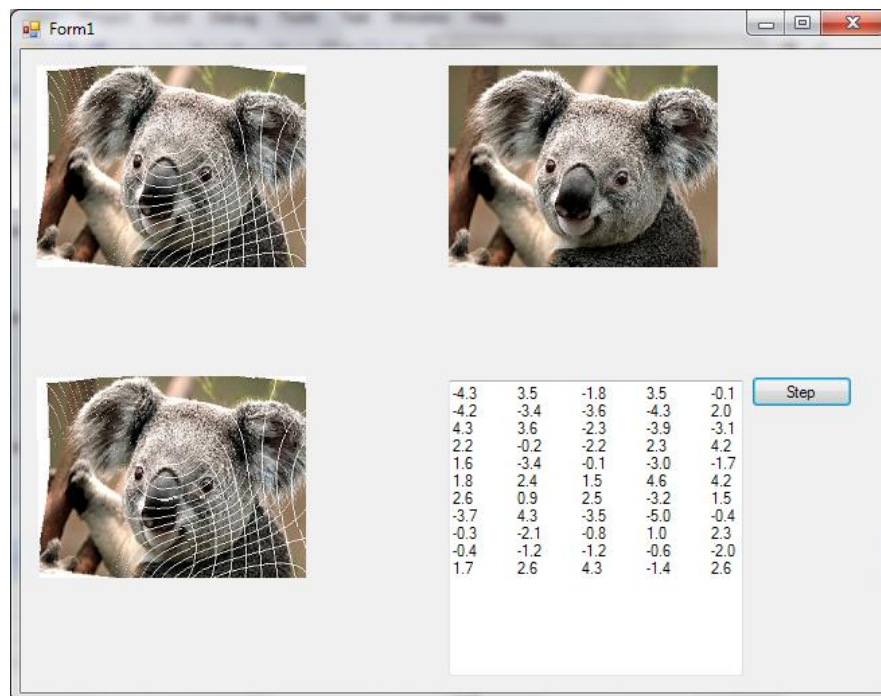 Form1
-4.3 3.5 -1.8 3.5 -0.1
-4.2 -3.4 -3.6 -4.3 2.0
4.3 3.6 -2.3 -3.9 -3.1
2.2 -0.2 -2.2 2.3 4.2
1.6 -3.4 -0.1 -3.0 -1.7
1.8 2.4 1.5 4.6 4.2
2.6 0.9 2.5 -3.2 1.5
-3.7 4.3 -3.5 -5.0 -0.4
-0.3 -2.1 -0.8 1.0 2.3
-0.4 -1.2 -1.2 -0.6 -2.0
1.7 2.6 4.3 -1.4 2.6
Step